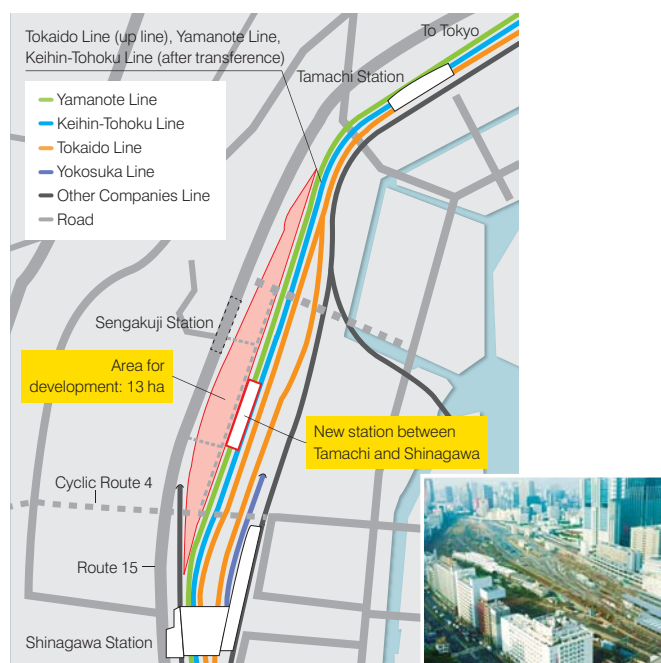 Tokaido Line (up line), Yamanote Line,
Keihin-Tohoku Line (after transference)
To Tokyo
Tamachi Station
Yamanote Line
Keihin-Tohoku Line
Tokaido Line
Yokosuka Line
Other Companies Line
Road
Sengakuji Station
Area for
development: 13 ha
New station between
Tamachi and Shinagawa
Cyclic Route 4
Route 15
Shinagawa Station